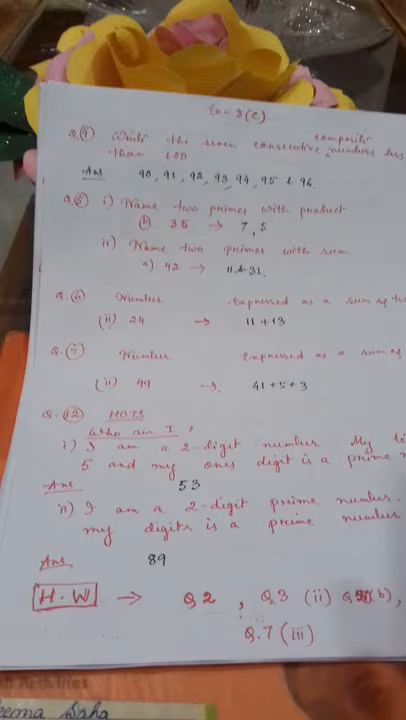 Ex - 3(c)
Q.4 Write the seven consecutive composite numbers less
than 100
Ans 90, 91, 92, 93, 94, 95 & 96.
Q.5 i) Name two primes with product
(b) 35 → 7, 5
ii) Name two primes with sum
a) 42 → 11 & 31.
Q.6 Number Expressed as a sum of
(ii) 24 → 11 + 13
Q.7 Number Expressed as a sum of
(ii) 49 → 41 + 5 + 3
Q.12 HOTS
Who am I ?
i) I am a 2-digit number. My
5 and my ones digit is a prime
Ans 53
ii) I am a 2-digit prime number.
my digits is a prime number
Ans 89
H.W → Q2, Q.3 (ii) (b),
Q.7 (iii)
Activities
Seema Saha